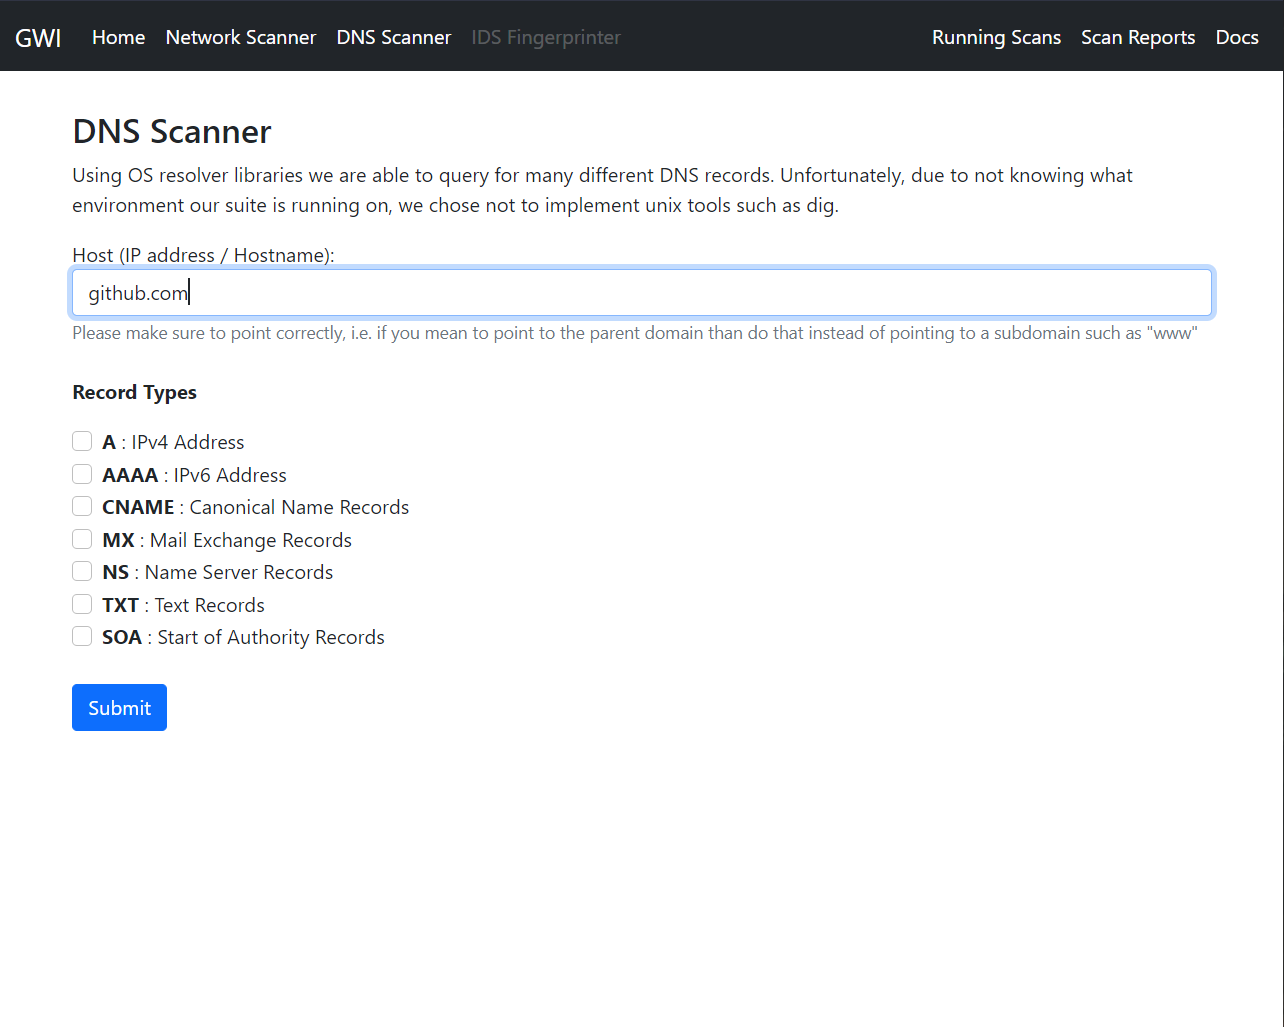 GWI Home Network Scanner DNS Scanner IDS Fingerprinter Running Scans Scan Reports Docs
DNS Scanner
Using OS resolver libraries we are able to query for many different DNS records. Unfortunately, due to not knowing what
environment our suite is running on, we chose not to implement unix tools such as dig.
Host (IP address / Hostname):
github.com
Please make sure to point correctly, i.e. if you mean to point to the parent domain than do that instead of pointing to a subdomain such as "www"
Record Types
A : IPv4 Address
AAAA : IPv6 Address
CNAME : Canonical Name Records
MX : Mail Exchange Records
NS : Name Server Records
TXT : Text Records
SOA : Start of Authority Records
Submit